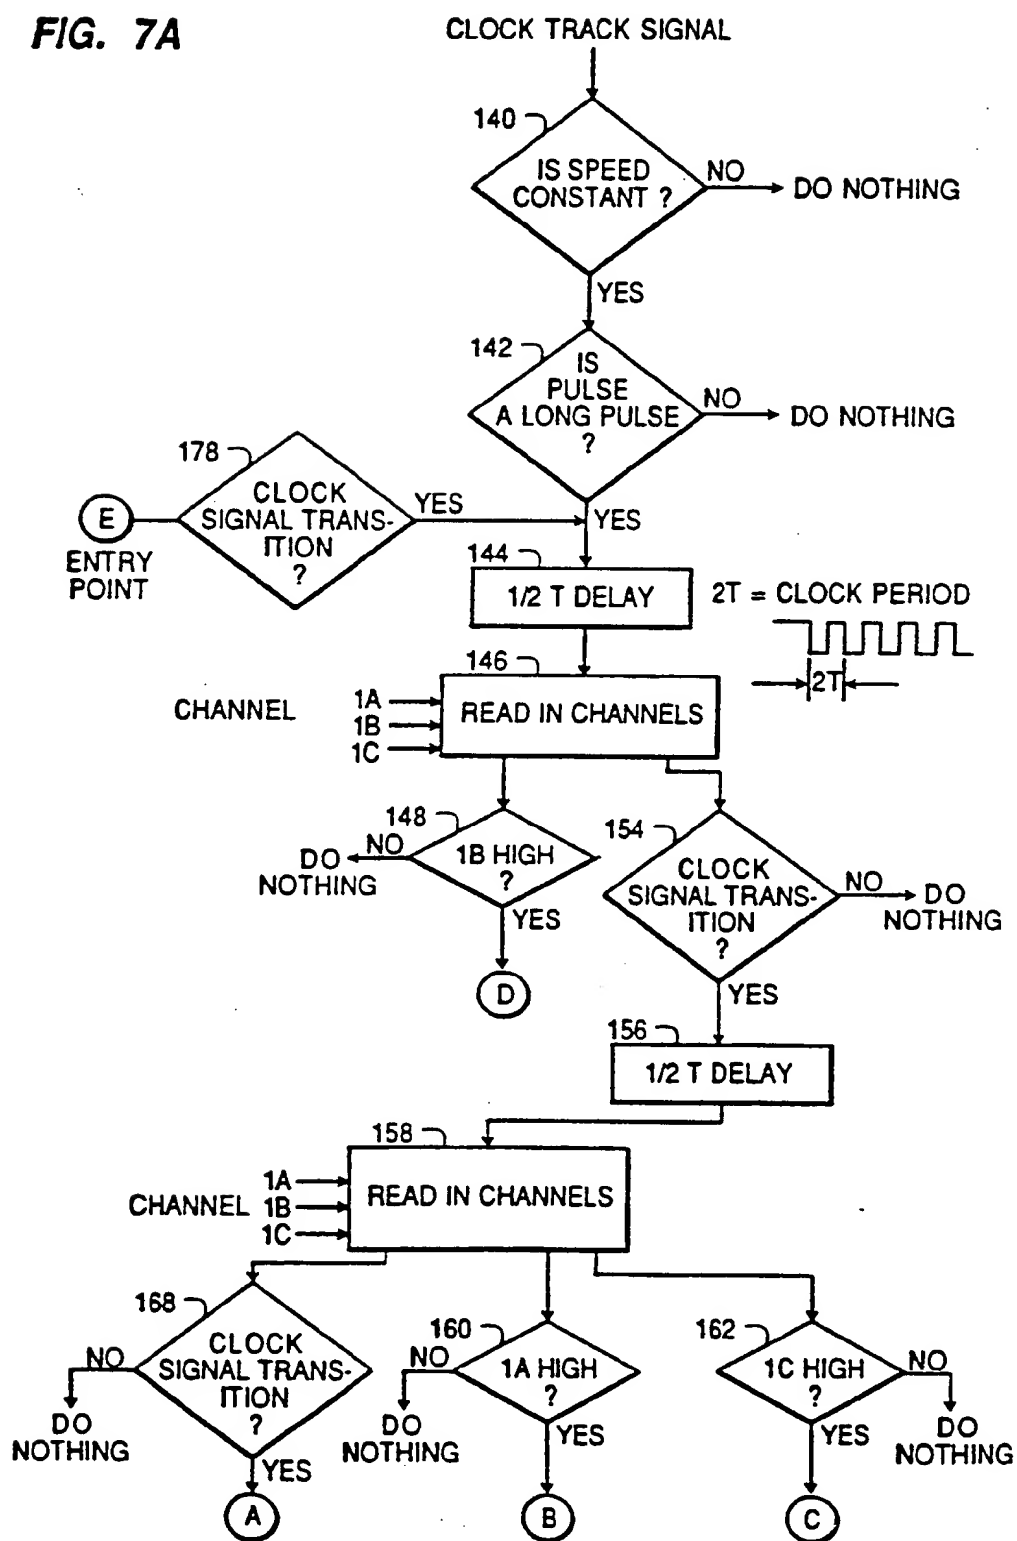 FIG. 7A
CLOCK TRACK SIGNAL
140
IS SPEED
CONSTANT ?
NO
DO NOTHING
YES
142
IS
PULSE
A LONG PULSE
?
NO
DO NOTHING
YES
178
CLOCK
SIGNAL TRANS-
ITION
?
YES
E
ENTRY
POINT
144
1/2 T DELAY
2T = CLOCK PERIOD
2T
146
CHANNEL
1A
1B
1C
READ IN CHANNELS
148
1B HIGH
?
NO
DO
NOTHING
YES
D
154
CLOCK
SIGNAL TRANS-
ITION
?
NO
DO
NOTHING
YES
156
1/2 T DELAY
158
CHANNEL
1A
1B
1C
READ IN CHANNELS
168
CLOCK
SIGNAL TRANS-
ITION
?
NO
DO
NOTHING
YES
A
160
1A HIGH
?
NO
DO
NOTHING
YES
B
162
1C HIGH
?
NO
DO
NOTHING
YES
C